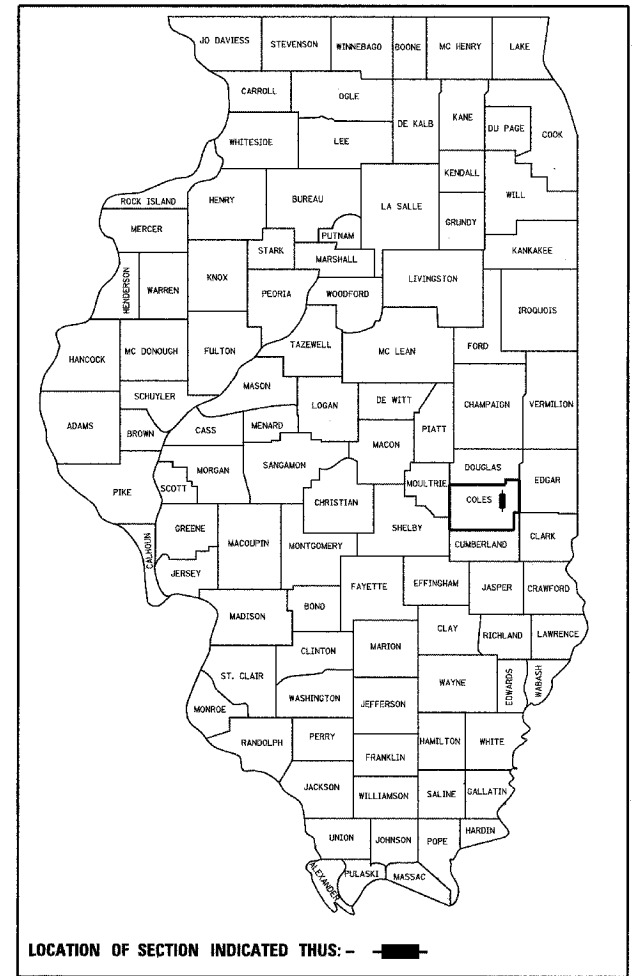 JO DAVIESS STEVENSON WINNEBAGO BOONE MC HENRY LAKE
CARROLL OGLE DE KALB KANE DU PAGE COOK
WHITESIDE LEE
KENDALL WILL
ROCK ISLAND HENRY BUREAU LA SALLE GRUNDY
MERCER PUTNAM
STARK MARSHALL KANKAKEE
HENDERSON WARREN KNOX LIVINGSTON
PEORIA WOODFORD IROQUOIS
HANCOCK MC DONOUGH FULTON TAZEWELL MC LEAN FORD
MASON
SCHUYLER LOGAN DE WITT CHAMPAIGN VERMILION
ADAMS BROWN CASS MENARD PIATT
MACON
PIKE SCOTT MORGAN SANGAMON MOULTRIE DOUGLAS EDGAR
CHRISTIAN COLES
SHELBY
CALHOUN GREENE MACOUPIN MONTGOMERY CUMBERLAND CLARK
JERSEY FAYETTE EFFINGHAM JASPER CRAWFORD
MADISON BOND
CLAY RICHLAND LAWRENCE
CLINTON MARION
ST. CLAIR WAYNE EDWARDS WABASH
WASHINGTON JEFFERSON
MONROE
RANDOLPH PERRY HAMILTON WHITE
FRANKLIN
JACKSON WILLIAMSON SALINE GALLATIN
UNION JOHNSON POPE HARDIN
ALEXANDER PULASKI MASSAC
LOCATION OF SECTION INDICATED THUS: -